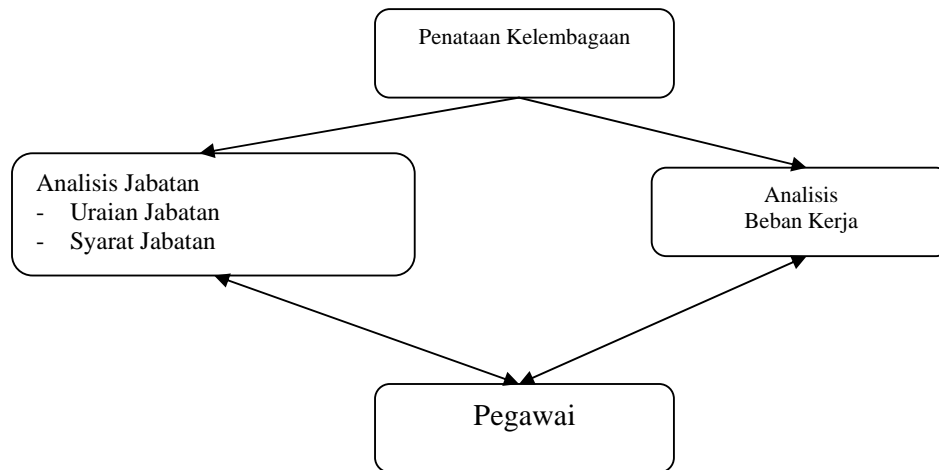 Penataan Kelembagaan
Analisis Jabatan
- Uraian Jabatan
- Syarat Jabatan
Analisis
Beban Kerja
Pegawai